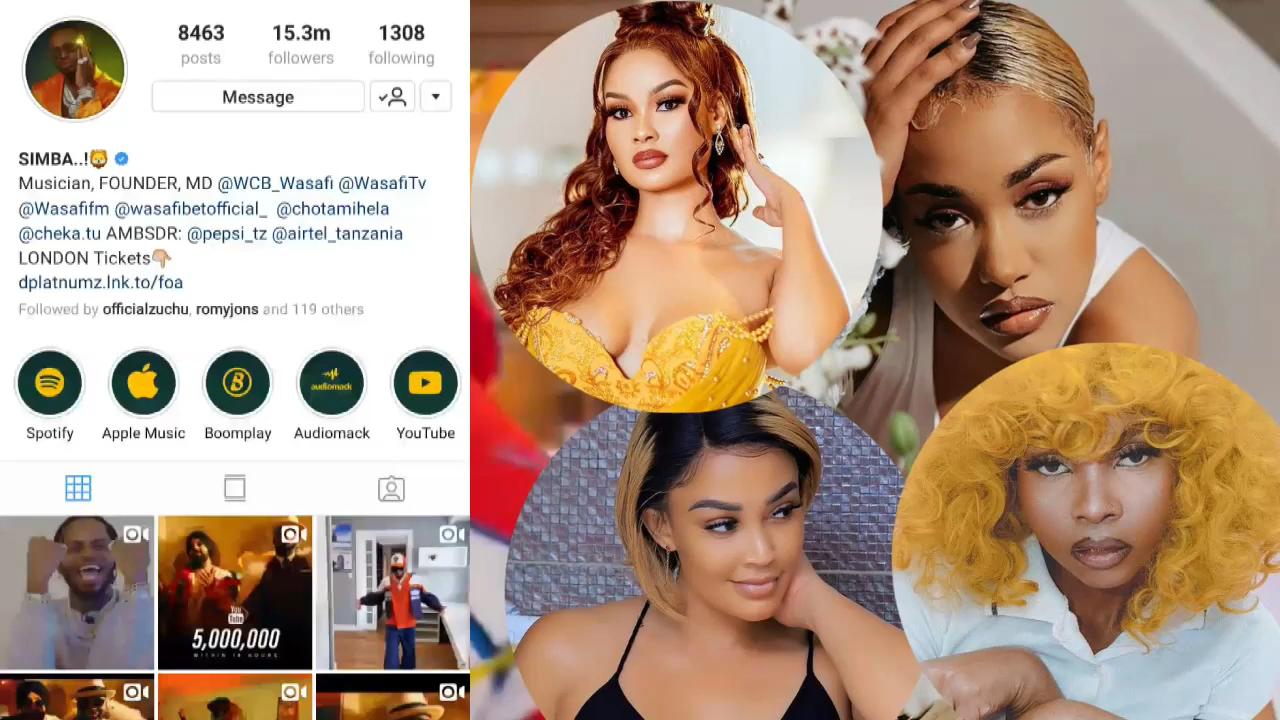 8463 15.3m 1308
posts followers following
Message
SIMBA..!
Musician, FOUNDER, MD @WCB_Wasafi @WasafiTv
@Wasafifm @wasafibetofficial_ @chotamihela
@cheka.tu AMBSDR: @pepsi_tz @airtel_tanzania
LONDON Tickets
dplatnumz.lnk.to/foa
Followed by officialzuchu, romyjons and 119 others
audiomack
Spotify Apple Music Boomplay Audiomack YouTube
You
Tube
5,000,000
WITHIN 18 HOURS